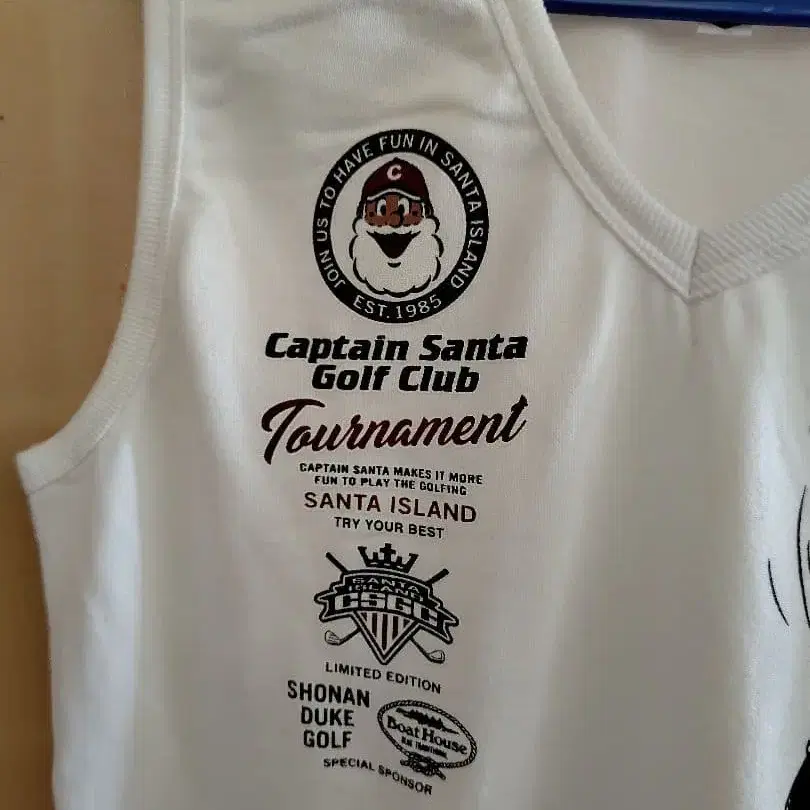 JOIN US TO HAVE FUN IN SANTA ISLAND
C
EST. 1985
Captain Santa
Golf Club
Tournament
CAPTAIN SANTA MAKES IT MORE
FUN TO PLAY THE GOLFING
SANTA ISLAND
TRY YOUR BEST
SANTA
ISLAND
CSGC
LIMITED EDITION
SHONAN
DUKE
GOLF
Boat House
SPECIAL SPONSOR